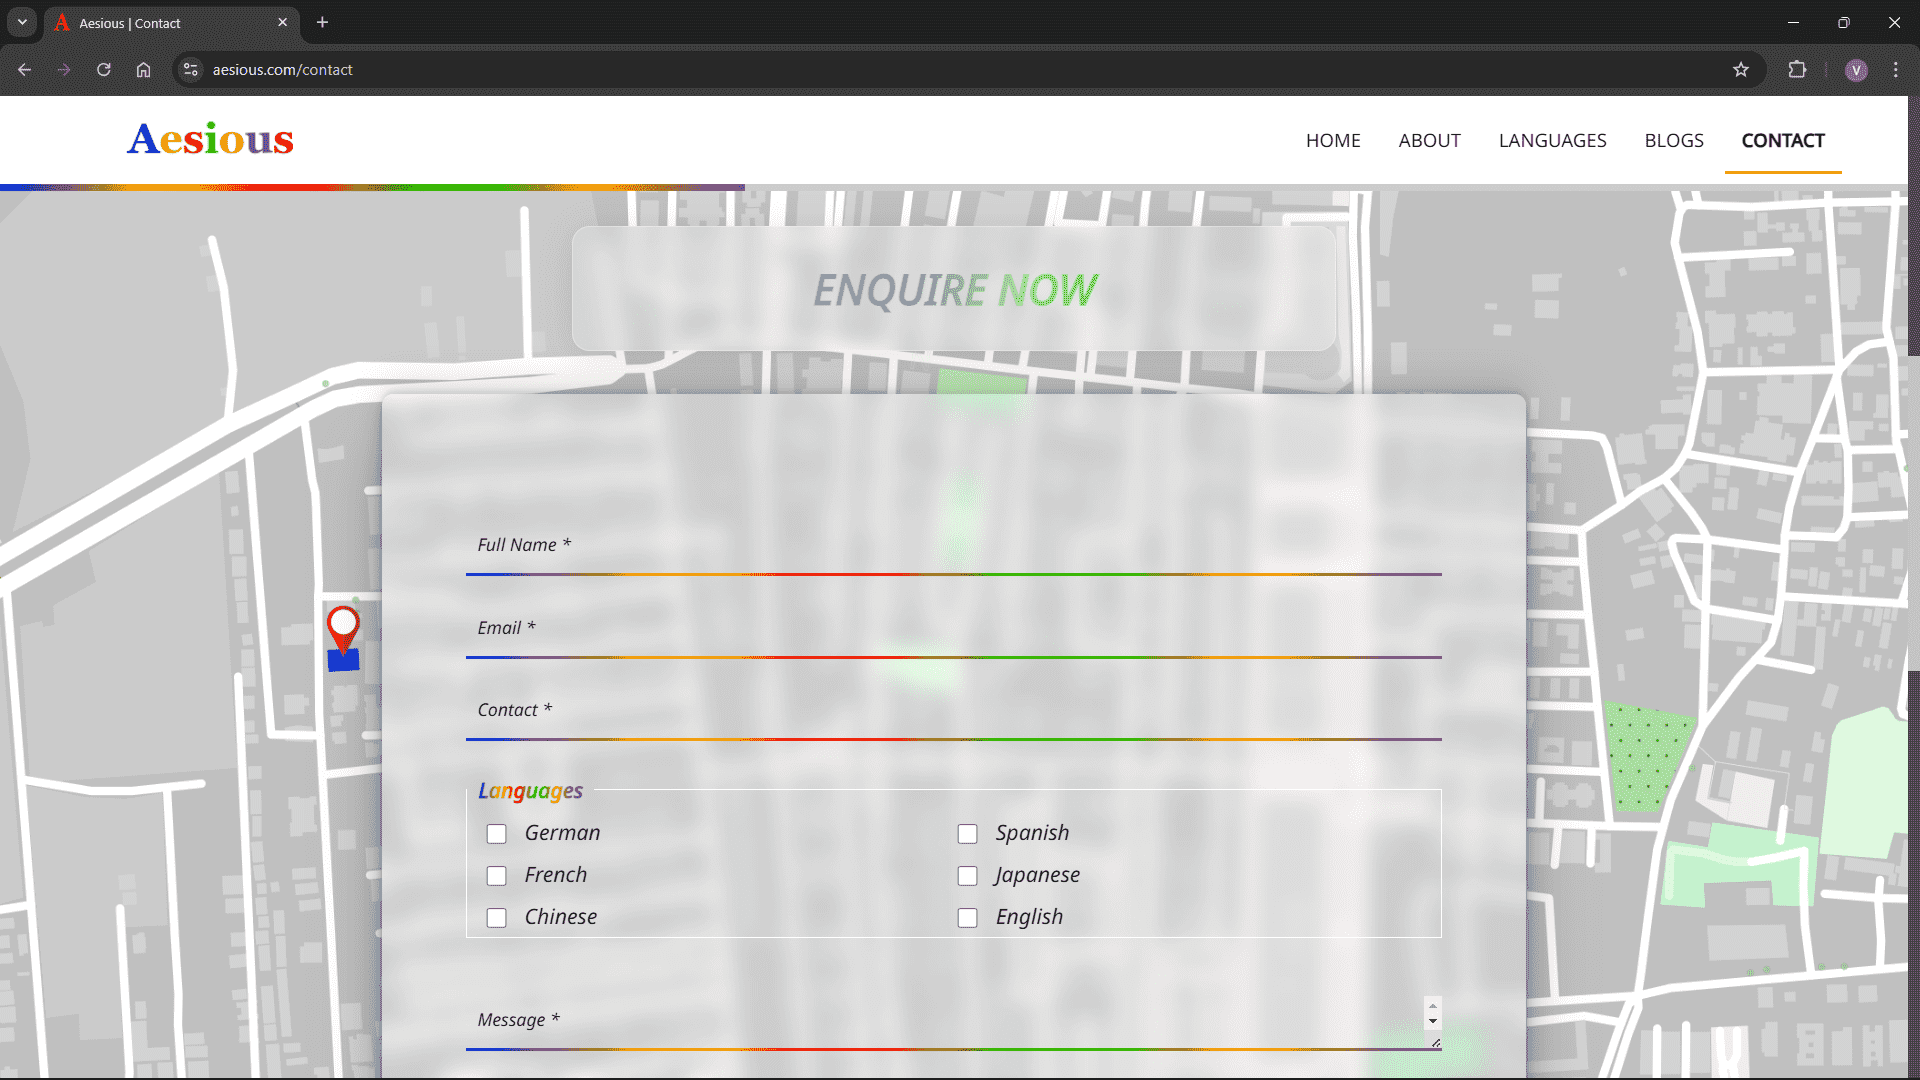 Aesious | Contact
aesious.com/contact
V
Aesious
HOME ABOUT LANGUAGES BLOGS CONTACT
ENQUIRE NOW
Full Name *
Email *
Contact *
Languages
German Spanish
French Japanese
Chinese English
Message *